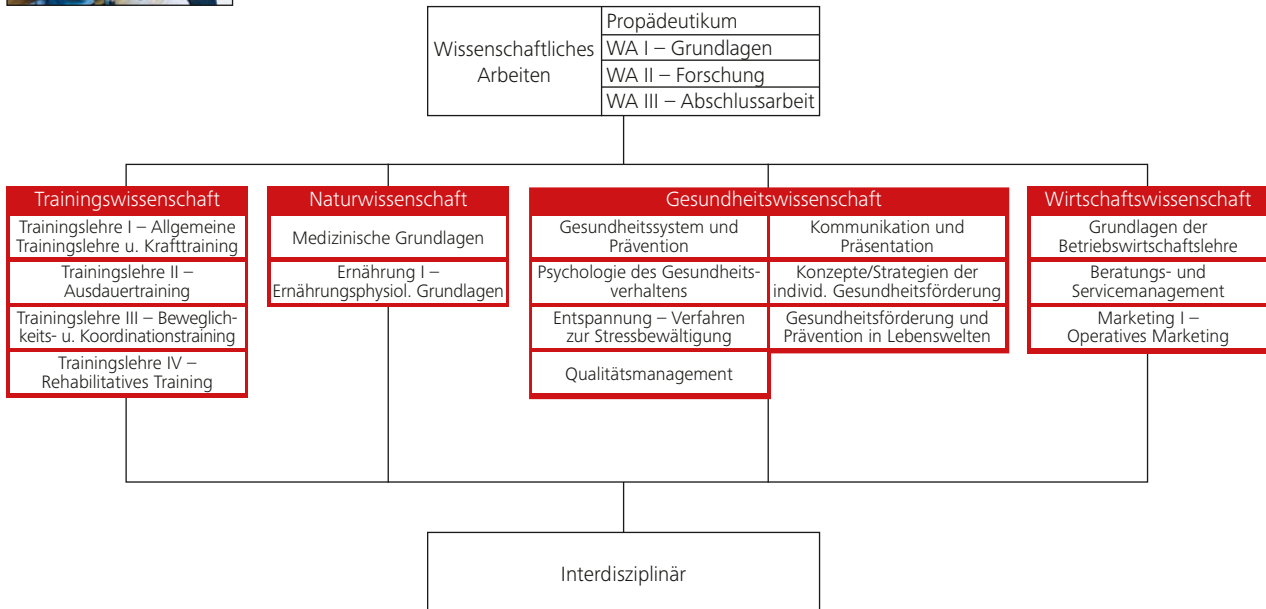 Wissenschaftliches
Arbeiten
Propädeutikum
WA I – Grundlagen
WA II – Forschung
WA III – Abschlussarbeit
Trainingswissenschaft
Trainingslehre I – Allgemeine
Trainingslehre u. Krafttraining
Trainingslehre II –
Ausdauertraining
Trainingslehre III – Beweglich-
keits- u. Koordinationstraining
Trainingslehre IV –
Rehabilitatives Training
Naturwissenschaft
Medizinische Grundlagen
Ernährung I –
Ernährungsphysiol. Grundlagen
Gesundheitswissenschaft
Gesundheitssystem und
Prävention
Psychologie des Gesundheits-
verhaltens
Entspannung – Verfahren
zur Stressbewältigung
Qualitätsmanagement
Kommunikation und
Präsentation
Konzepte/Strategien der
individ. Gesundheitsförderung
Gesundheitsförderung und
Prävention in Lebenswelten
Wirtschaftswissenschaft
Grundlagen der
Betriebswirtschaftslehre
Beratungs- und
Servicemanagement
Marketing I –
Operatives Marketing
Interdisziplinär